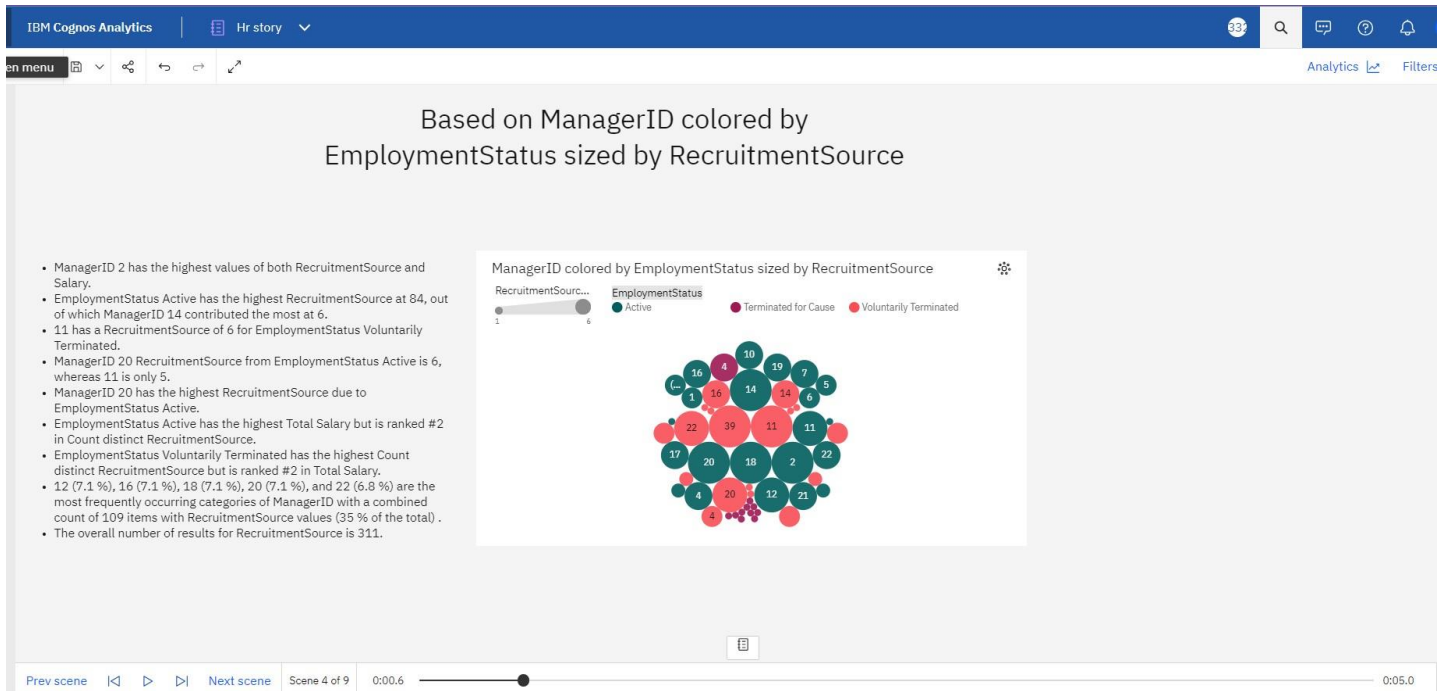 IBM Cognos Analytics
Hr story
332
en menu
Analytics
Filters
Based on ManagerID colored by
EmploymentStatus sized by RecruitmentSource
• ManagerID 2 has the highest values of both RecruitmentSource and
Salary.
• EmploymentStatus Active has the highest RecruitmentSource at 84, out
of which ManagerID 14 contributed the most at 6.
• 11 has a RecruitmentSource of 6 for EmploymentStatus Voluntarily
Terminated.
• ManagerID 20 RecruitmentSource from EmploymentStatus Active is 6,
whereas 11 is only 5.
• ManagerID 20 has the highest RecruitmentSource due to
EmploymentStatus Active.
• EmploymentStatus Active has the highest Total Salary but is ranked #2
in Count distinct RecruitmentSource.
• EmploymentStatus Voluntarily Terminated has the highest Count
distinct RecruitmentSource but is ranked #2 in Total Salary.
• 12 (7.1 %), 16 (7.1 %), 18 (7.1 %), 20 (7.1 %), and 22 (6.8 %) are the
most frequently occurring categories of ManagerID with a combined
count of 109 items with RecruitmentSource values (35 % of the total) .
• The overall number of results for RecruitmentSource is 311.
ManagerID colored by EmploymentStatus sized by RecruitmentSource
RecruitmentSourc...
EmploymentStatus
1
6
Active
Terminated for Cause
Voluntarily Terminated
10
4
19
16
7
(...
14
5
1
16
14
6
22
39
11
11
17
20
18
2
22
4
20
12
21
4
Prev scene
Next scene
Scene 4 of 9
0:00.6
0:05.0